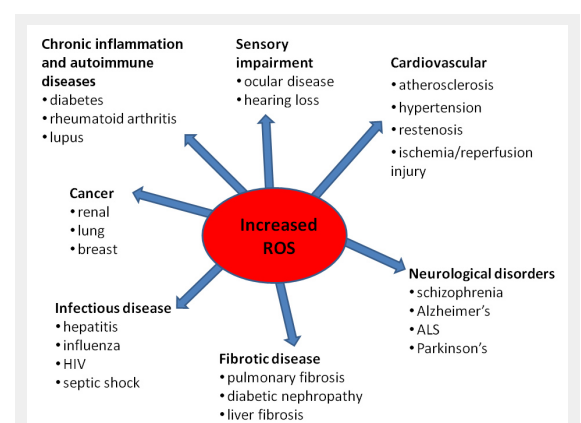 Chronic inflammation
and autoimmune
diseases
• diabetes
• rheumatoid arthritis
• lupus
Sensory
impairment
• ocular disease
• hearing loss
Cardiovascular
• atherosclerosis
• hypertension
• restenosis
• ischemia/reperfusion
injury
Cancer
• renal
• lung
• breast
Increased
ROS
Neurological disorders
• schizophrenia
• Alzheimer’s
• ALS
• Parkinson’s
Infectious disease
• hepatitis
• influenza
• HIV
• septic shock
Fibrotic disease
• pulmonary fibrosis
• diabetic nephropathy
• liver fibrosis